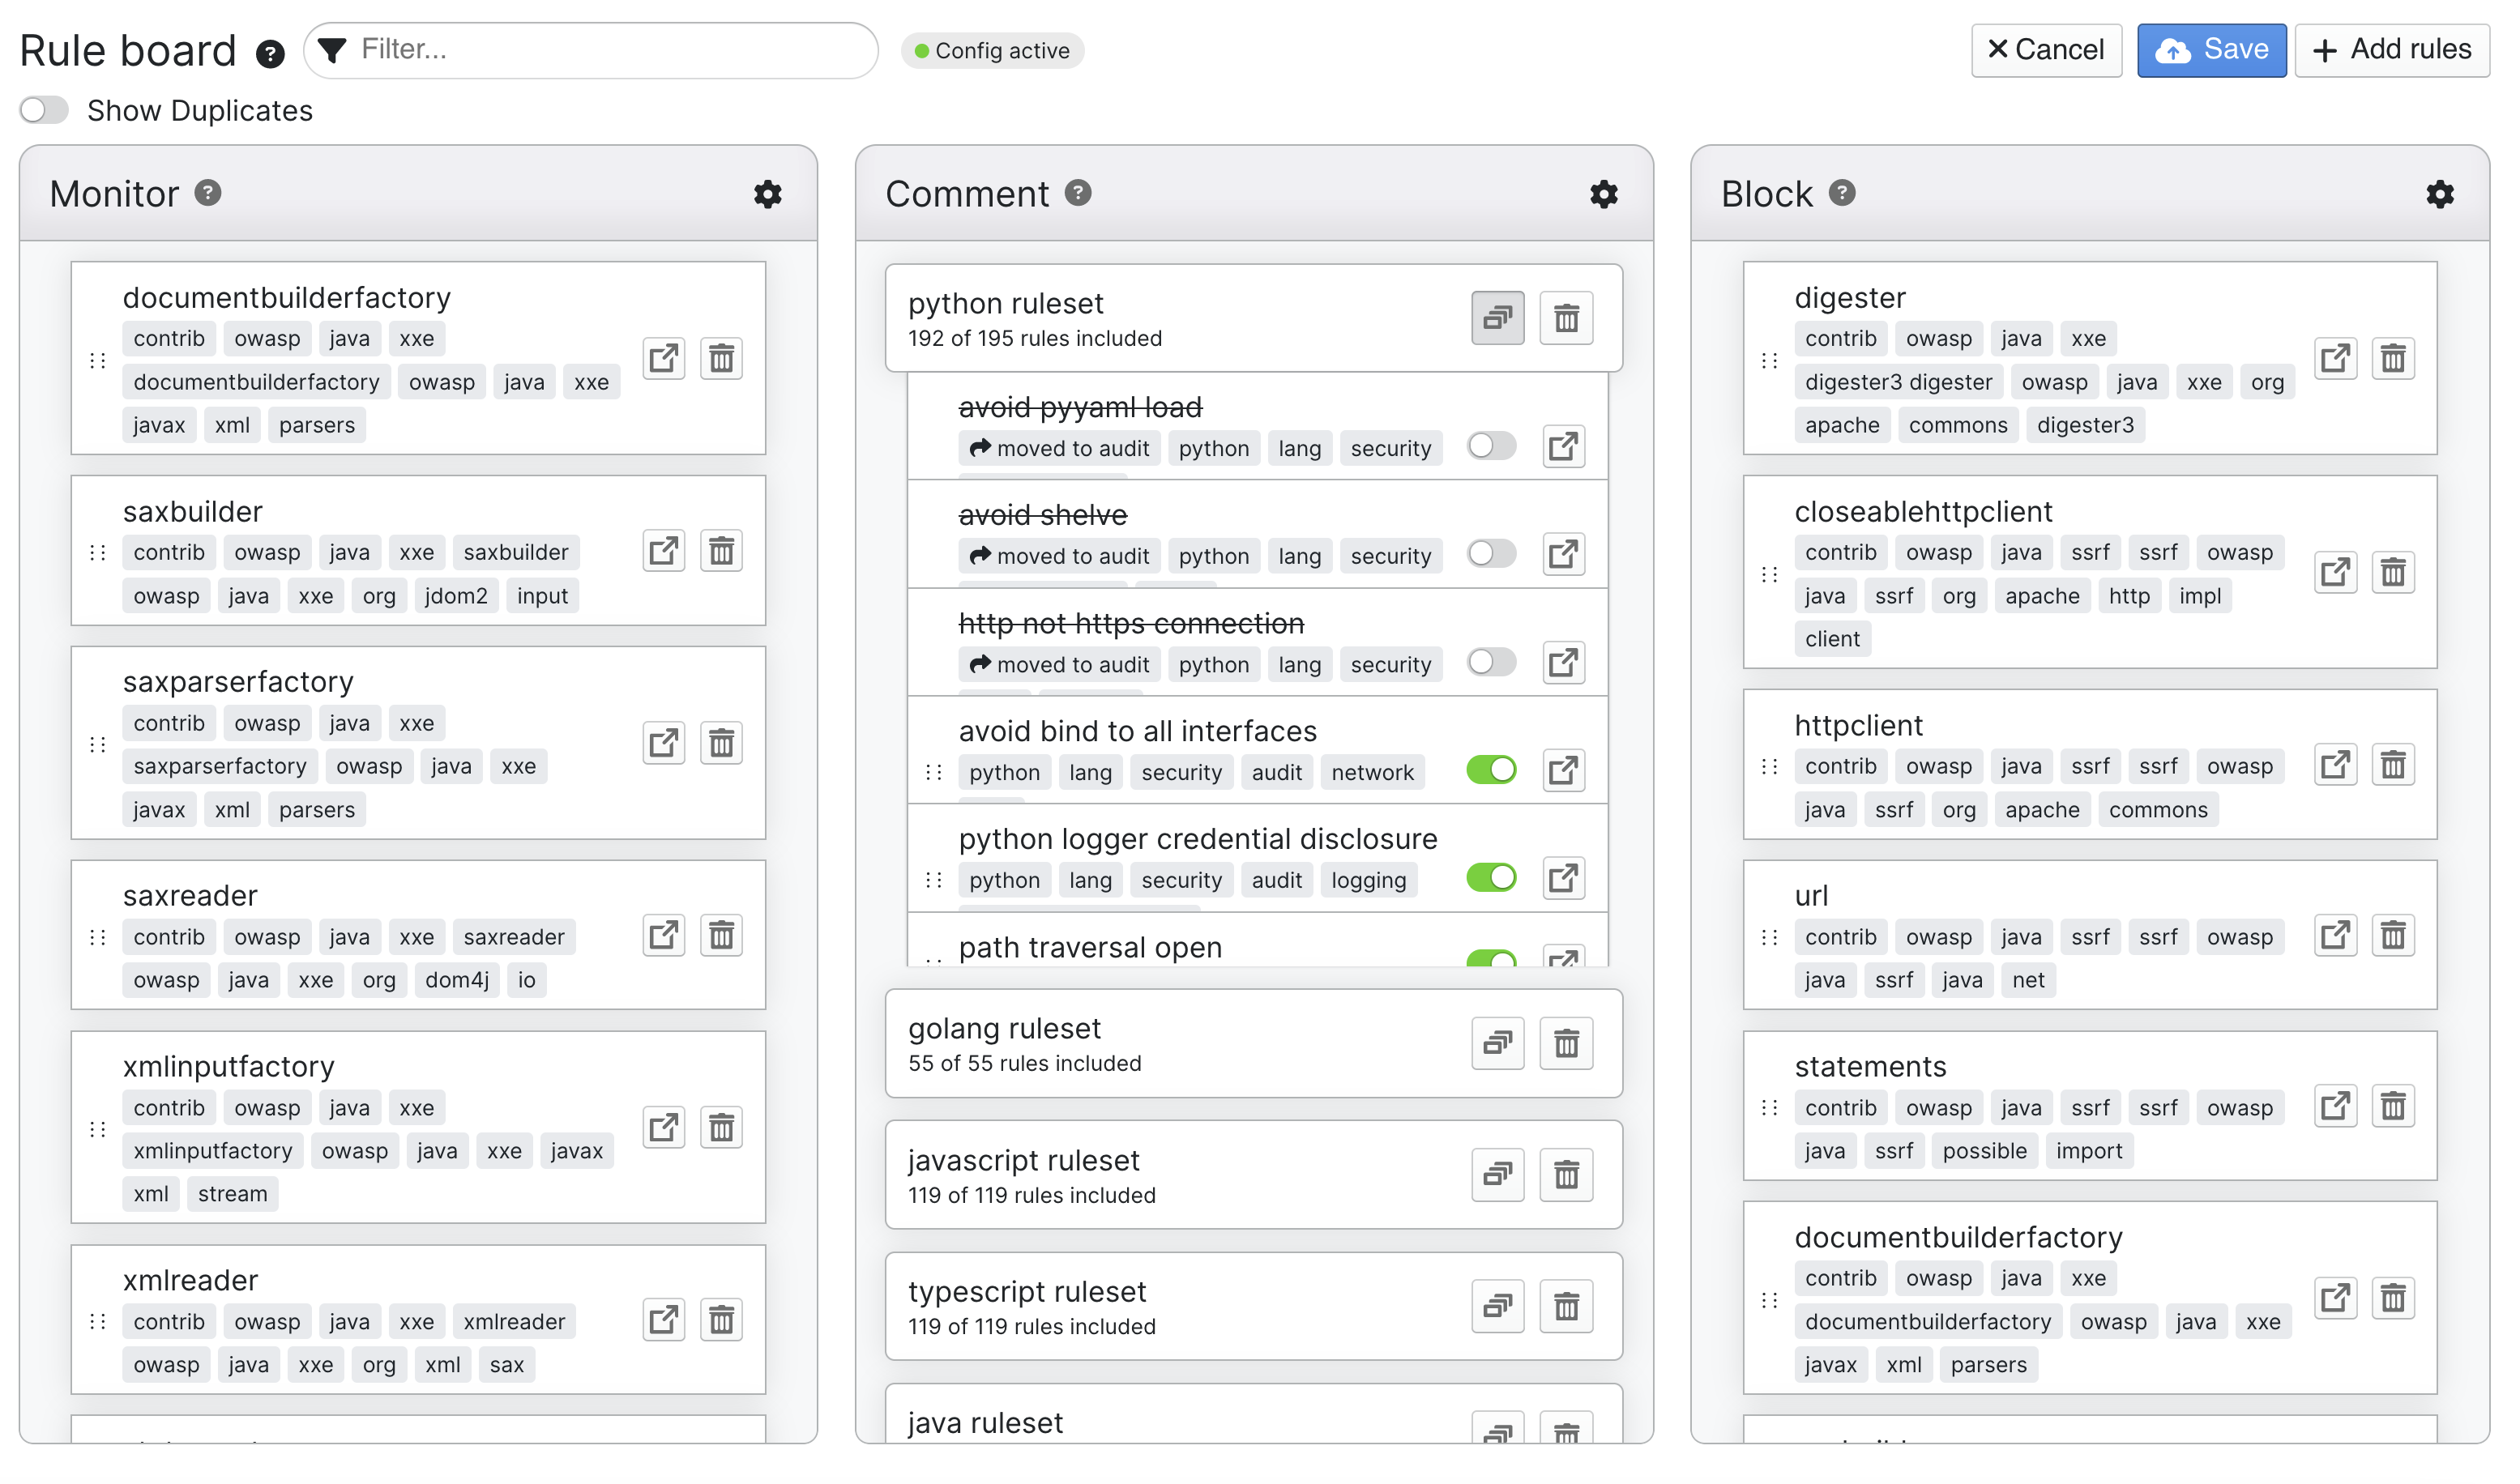 Rule board ?
Filter...
Config active
Cancel
Save
Add rules
Show Duplicates
Monitor ?
documentbuilderfactory
contrib owasp java xxe
documentbuilderfactory owasp java xxe
javax xml parsers
saxbuilder
contrib owasp java xxe saxbuilder
owasp java xxe org jdom2 input
saxparserfactory
contrib owasp java xxe
saxparserfactory owasp java xxe
javax xml parsers
saxreader
contrib owasp java xxe saxreader
owasp java xxe org dom4j io
xmlinputfactory
contrib owasp java xxe
xmlinputfactory owasp java xxe javax
xml stream
xmlreader
contrib owasp java xxe xmlreader
owasp java xxe org xml sax
Comment ?
python ruleset
192 of 195 rules included
avoid pyyaml load
moved to audit python lang security
avoid shelve
moved to audit python lang security
http not https connection
moved to audit python lang security
avoid bind to all interfaces
python lang security audit network
python logger credential disclosure
python lang security audit logging
path traversal open
golang ruleset
55 of 55 rules included
javascript ruleset
119 of 119 rules included
typescript ruleset
119 of 119 rules included
java ruleset
Block ?
digester
contrib owasp java xxe
digester3 digester owasp java xxe org
apache commons digester3
closeablehttpclient
contrib owasp java ssrf ssrf owasp
java ssrf org apache http impl
client
httpclient
contrib owasp java ssrf ssrf owasp
java ssrf org apache commons
url
contrib owasp java ssrf ssrf owasp
java ssrf java net
statements
contrib owasp java ssrf ssrf owasp
java ssrf possible import
documentbuilderfactory
contrib owasp java xxe
documentbuilderfactory owasp java xxe
javax xml parsers